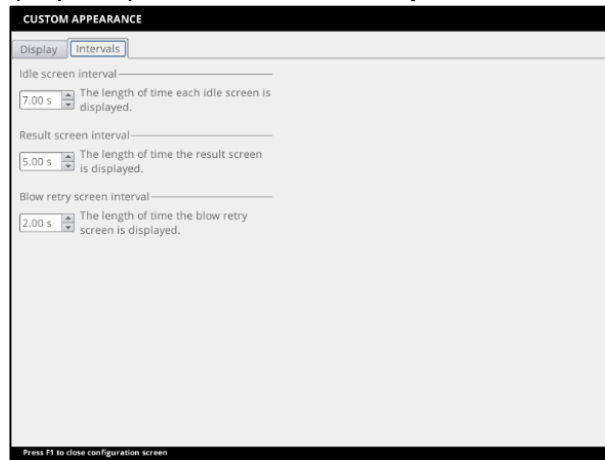 CUSTOM APPEARANCE
Display Intervals
Idle screen interval
7.00 s The length of time each idle screen is
displayed.
Result screen interval
5.00 s The length of time the result screen
is displayed.
Blow retry screen interval
2.00 s The length of time the blow retry
screen is displayed.
Press F1 to close configuration screen